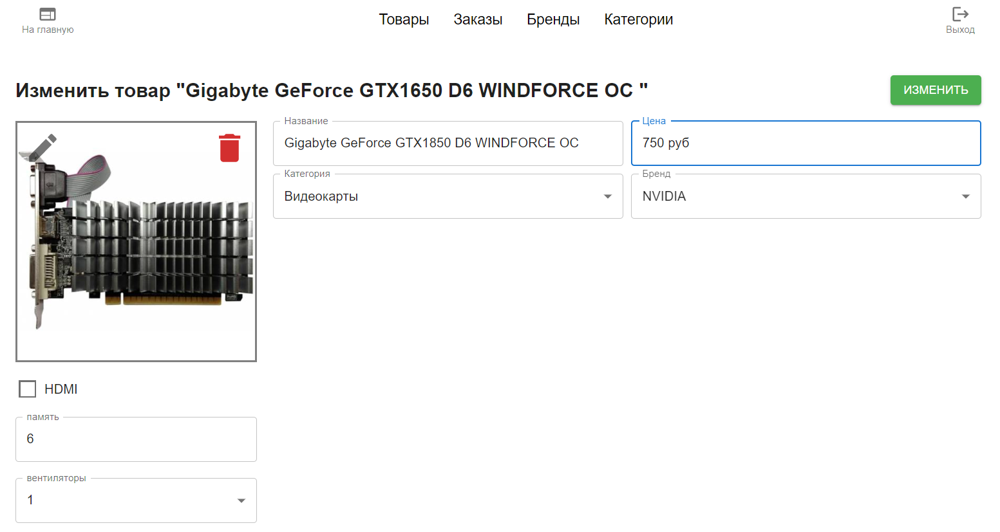 На главную
Товары Заказы Бренды Категории
Выход
Изменить товар "Gigabyte GeForce GTX1650 D6 WINDFORCE OC "
ИЗМЕНИТЬ
Название
Gigabyte GeForce GTX1850 D6 WINDFORCE OC
Цена
750 руб
Категория
Видеокарты
Бренд
NVIDIA
HDMI
память
6
вентиляторы
1